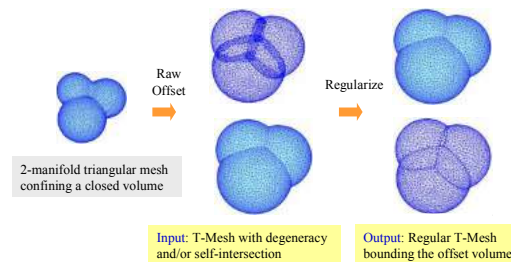 Raw
Offset
Regularize
2-manifold triangular mesh
confining a closed volume
Input: T-Mesh with degeneracy
and/or self-intersection
Output: Regular T-Mesh
bounding the offset volume